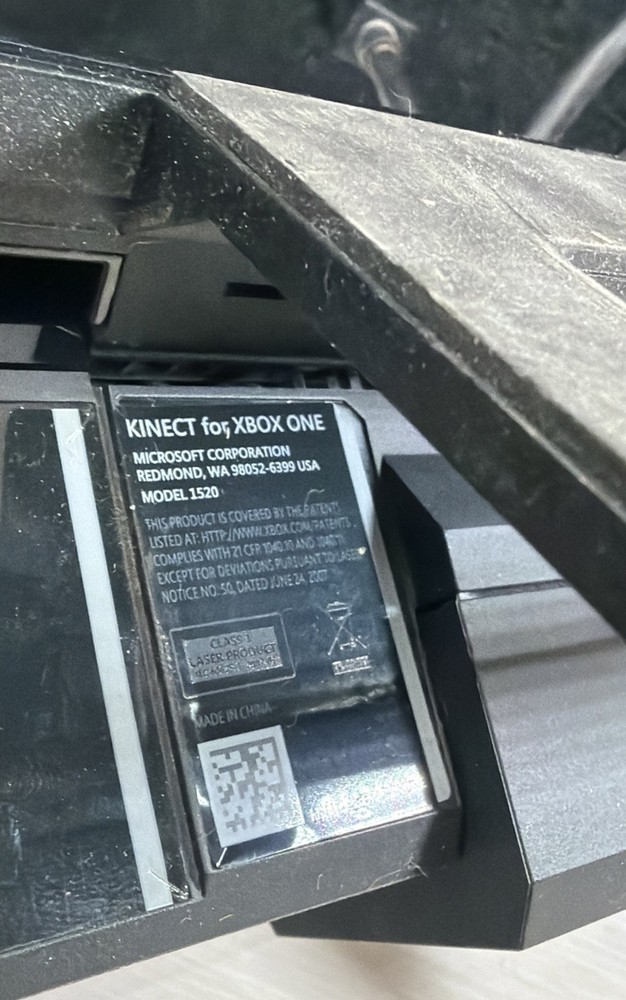 KINECT for XBOX ONE
MICROSOFT CORPORATION
REDMOND, WA 98052-6399 USA
MODEL 1520
THIS PRODUCT IS COVERED BY THE PATENTS
LISTED AT: HTTP://WWW.XBOX.COM/PATENTS
COMPLIES WITH 21 CFR 1040.10 AND
EXCEPT FOR DEVIATIONS PURSUANT TO LASER
NOTICE NO. 50, DATED JUNE 24, 2007
CLASS 1
LASER PRODUCT
MADE IN CHINA